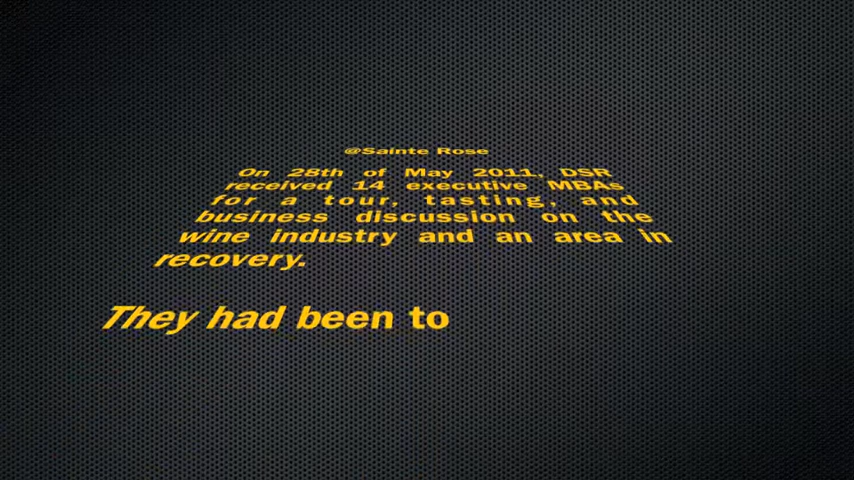 @Sainte Rose
On 28th of May 2011, DSR
received 14 executive MBAs
for a tour, tasting, and
business discussion on the
wine industry and an area in
recovery.
They had been to